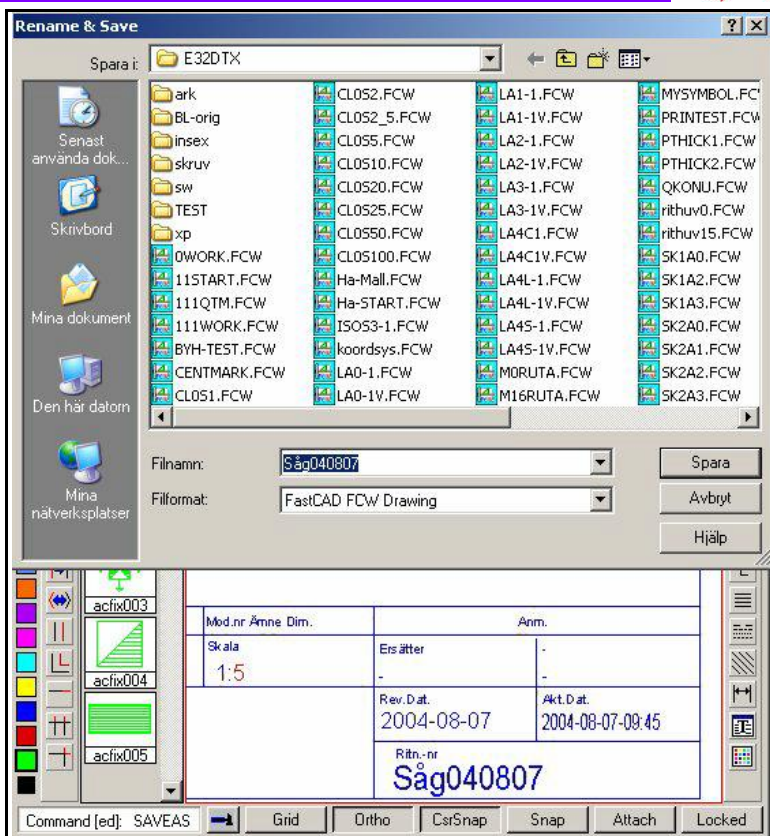 Rename & Save
Spara i: E32DTX
Senast använda dok...
Skrivbord
Mina dokument
Den här datorn
Mina nätverksplatser
ark
BL-orig
insex
skruv
sw
TEST
xp
0WORK.FCW
11START.FCW
111QTM.FCW
111WORK.FCW
BYH-TEST.FCW
CENTMARK.FCW
CL0S1.FCW
CL0S2.FCW
CL0S2_5.FCW
CL0S5.FCW
CL0S10.FCW
CL0S20.FCW
CL0S25.FCW
CL0S50.FCW
CL0S100.FCW
Ha-Mall.FCW
Ha-START.FCW
ISOS3-1.FCW
koordsys.FCW
LA0-1.FCW
LA0-1V.FCW
LA1-1.FCW
LA1-1V.FCW
LA2-1.FCW
LA2-1V.FCW
LA3-1.FCW
LA3-1V.FCW
LA4C1.FCW
LA4C1V.FCW
LA4L-1.FCW
LA4L-1V.FCW
LA4S-1.FCW
LA4S-1V.FCW
M0RUTA.FCW
M16RUTA.FCW
MYSYMBOL.FC
PRINTEST.FCW
PTHICK1.FCW
PTHICK2.FCW
QKONU.FCW
rithuv0.FCW
rithuv15.FCW
SK1A0.FCW
SK1A2.FCW
SK1A3.FCW
SK2A0.FCW
SK2A1.FCW
SK2A2.FCW
SK2A3.FCW
Filnamn: Såg040807
Filformat: FastCAD FCW Drawing
Spara
Avbryt
Hjälp
acfix003
acfix004
acfix005
Mod.nr Ämne Dim. Anm.
Skala Ersätter -
1:5 - -
Rev.Dat. Akt.Dat.
2004-08-07 2004-08-07-09:45
Ritn.-nr
Såg040807
Command [ed]: SAVEAS Grid Ortho CsrSnap Snap Attach Locked